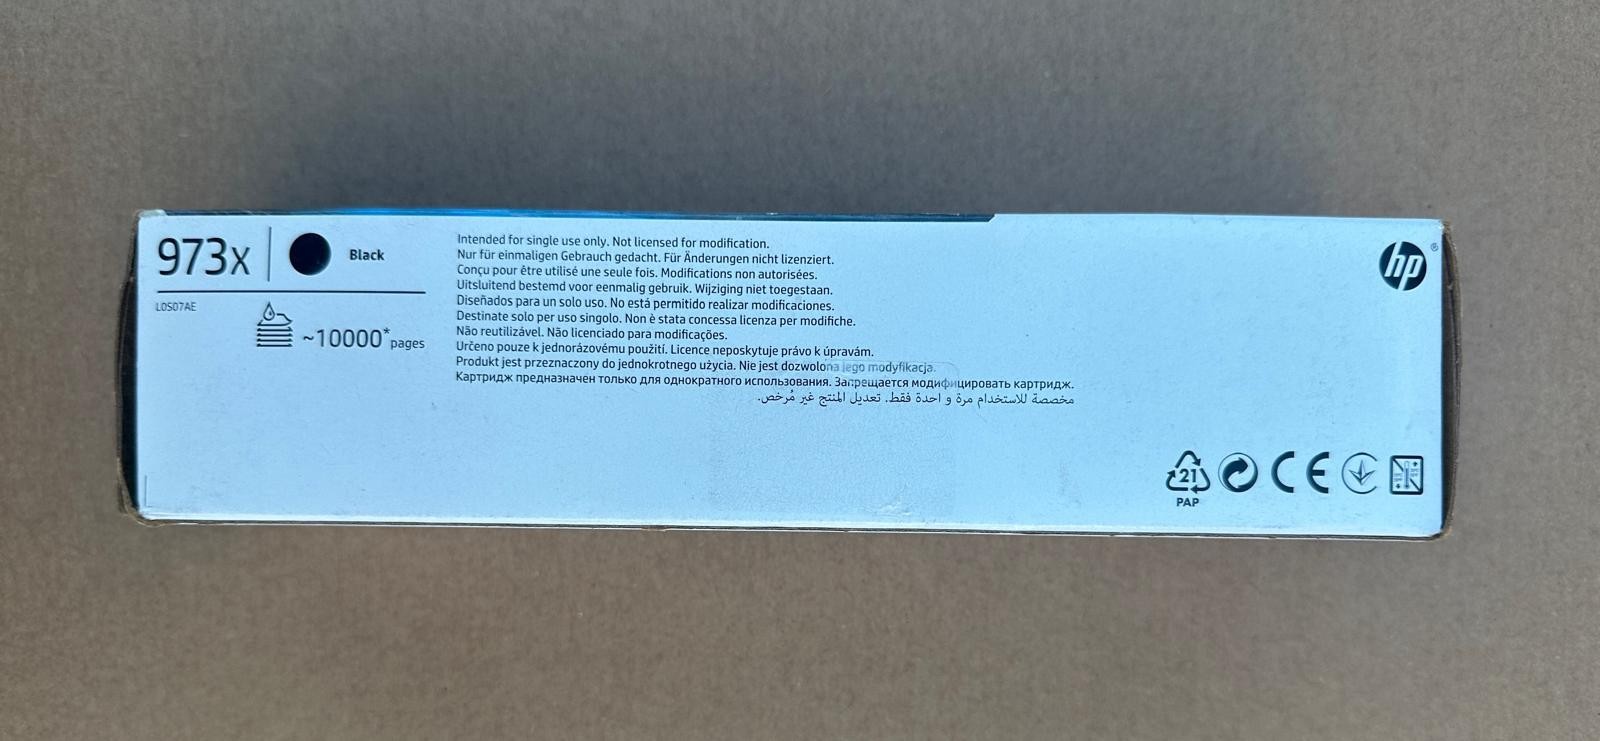 973x
Black
L0S07AE
~10000* pages
Intended for single use only. Not licensed for modification.
Nur für einmaligen Gebrauch gedacht. Für Änderungen nicht lizenziert.
Conçu pour être utilisé une seule fois. Modifications non autorisées.
Uitsluitend bestemd voor eenmalig gebruik. Wijziging niet toegestaan.
Diseñados para un solo uso. No está permitido realizar modificaciones.
Destinate solo per uso singolo. Non è stata concessa licenza per modifiche.
Não reutilizável. Não licenciado para modificações.
Určeno pouze k jednorázovému použití. Licence neposkytuje právo k úpravám.
Produkt jest przeznaczony do jednokrotnego użycia. Nie jest dozwolona jego modyfikacja.
Картридж предназначен только для однократного использования. Запрещается модифицировать картридж.
مخصصة للاستخدام مرة و احدة فقط. تعديل المنتج غير مُرخص.
hp®
21
PAP
CE